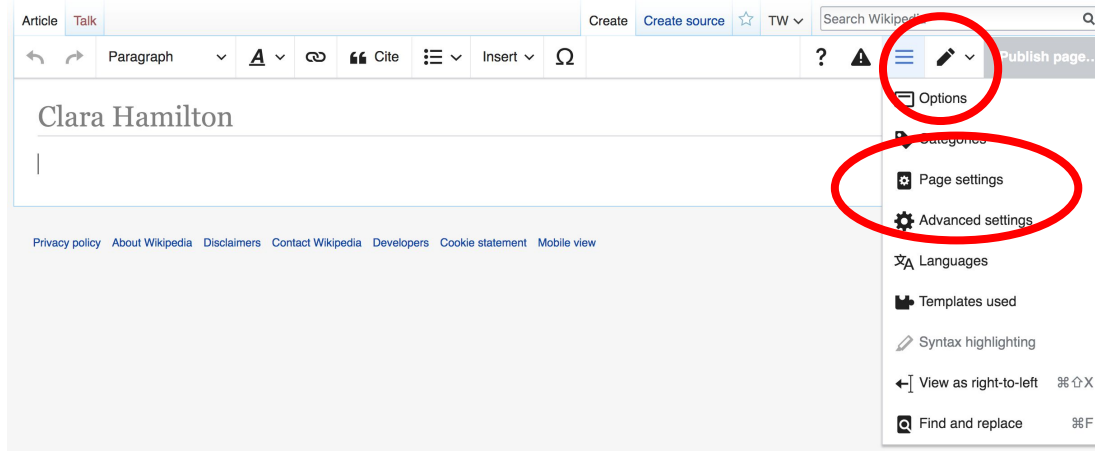 Article Talk Create Create source TW Search Wikipedia
Paragraph A Cite Insert Ω ? Publish page...
Clara Hamilton
Options
Categories
Page settings
Advanced settings
Privacy policy About Wikipedia Disclaimers Contact Wikipedia Developers Cookie statement Mobile view
Languages
Templates used
Syntax highlighting
View as right-to-left ⌘⇧X
Find and replace ⌘F